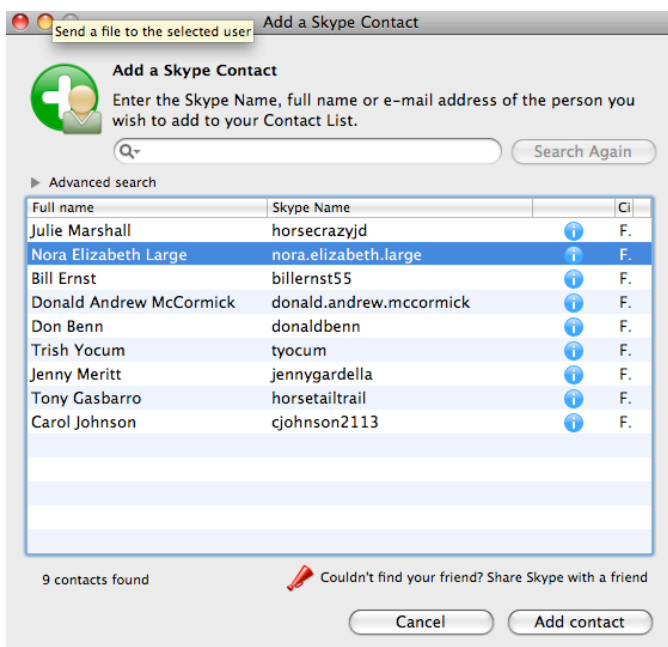 Add a Skype Contact
Send a file to the selected user
Add a Skype Contact
Enter the Skype Name, full name or e-mail address of the person you
wish to add to your Contact List.
Search Again
Advanced search
Full name Skype Name Ci
Julie Marshall horsecrazyjd F.
Nora Elizabeth Large nora.elizabeth.large F.
Bill Ernst billernst55 F.
Donald Andrew McCormick donald.andrew.mccormick F.
Don Benn donaldbenn F.
Trish Yocum tyocum F.
Jenny Meritt jennygardella F.
Tony Gasbarro horsetailtrail F.
Carol Johnson cjohnson2113 F.
9 contacts found Couldn't find your friend? Share Skype with a friend
Cancel Add contact